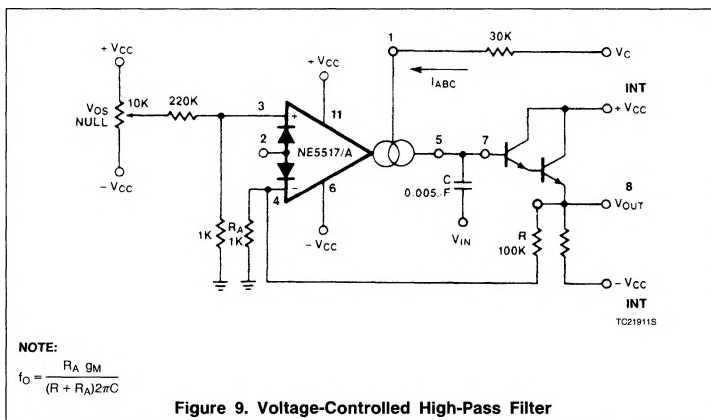 + VCC
VOS
NULL
10K
220K
− VCC
+ VCC
3
+
11
2
NE5517/A
−
4
6
− VCC
1K
RA
1K
1
30K
VC
IABC
INT
+ VCC
5
7
C
0.005 F
VIN
8
VOUT
R
100K
− VCC
INT
TC21911S
NOTE:
fO = RA gM / (R + RA)2πC
Figure 9. Voltage-Controlled High-Pass Filter